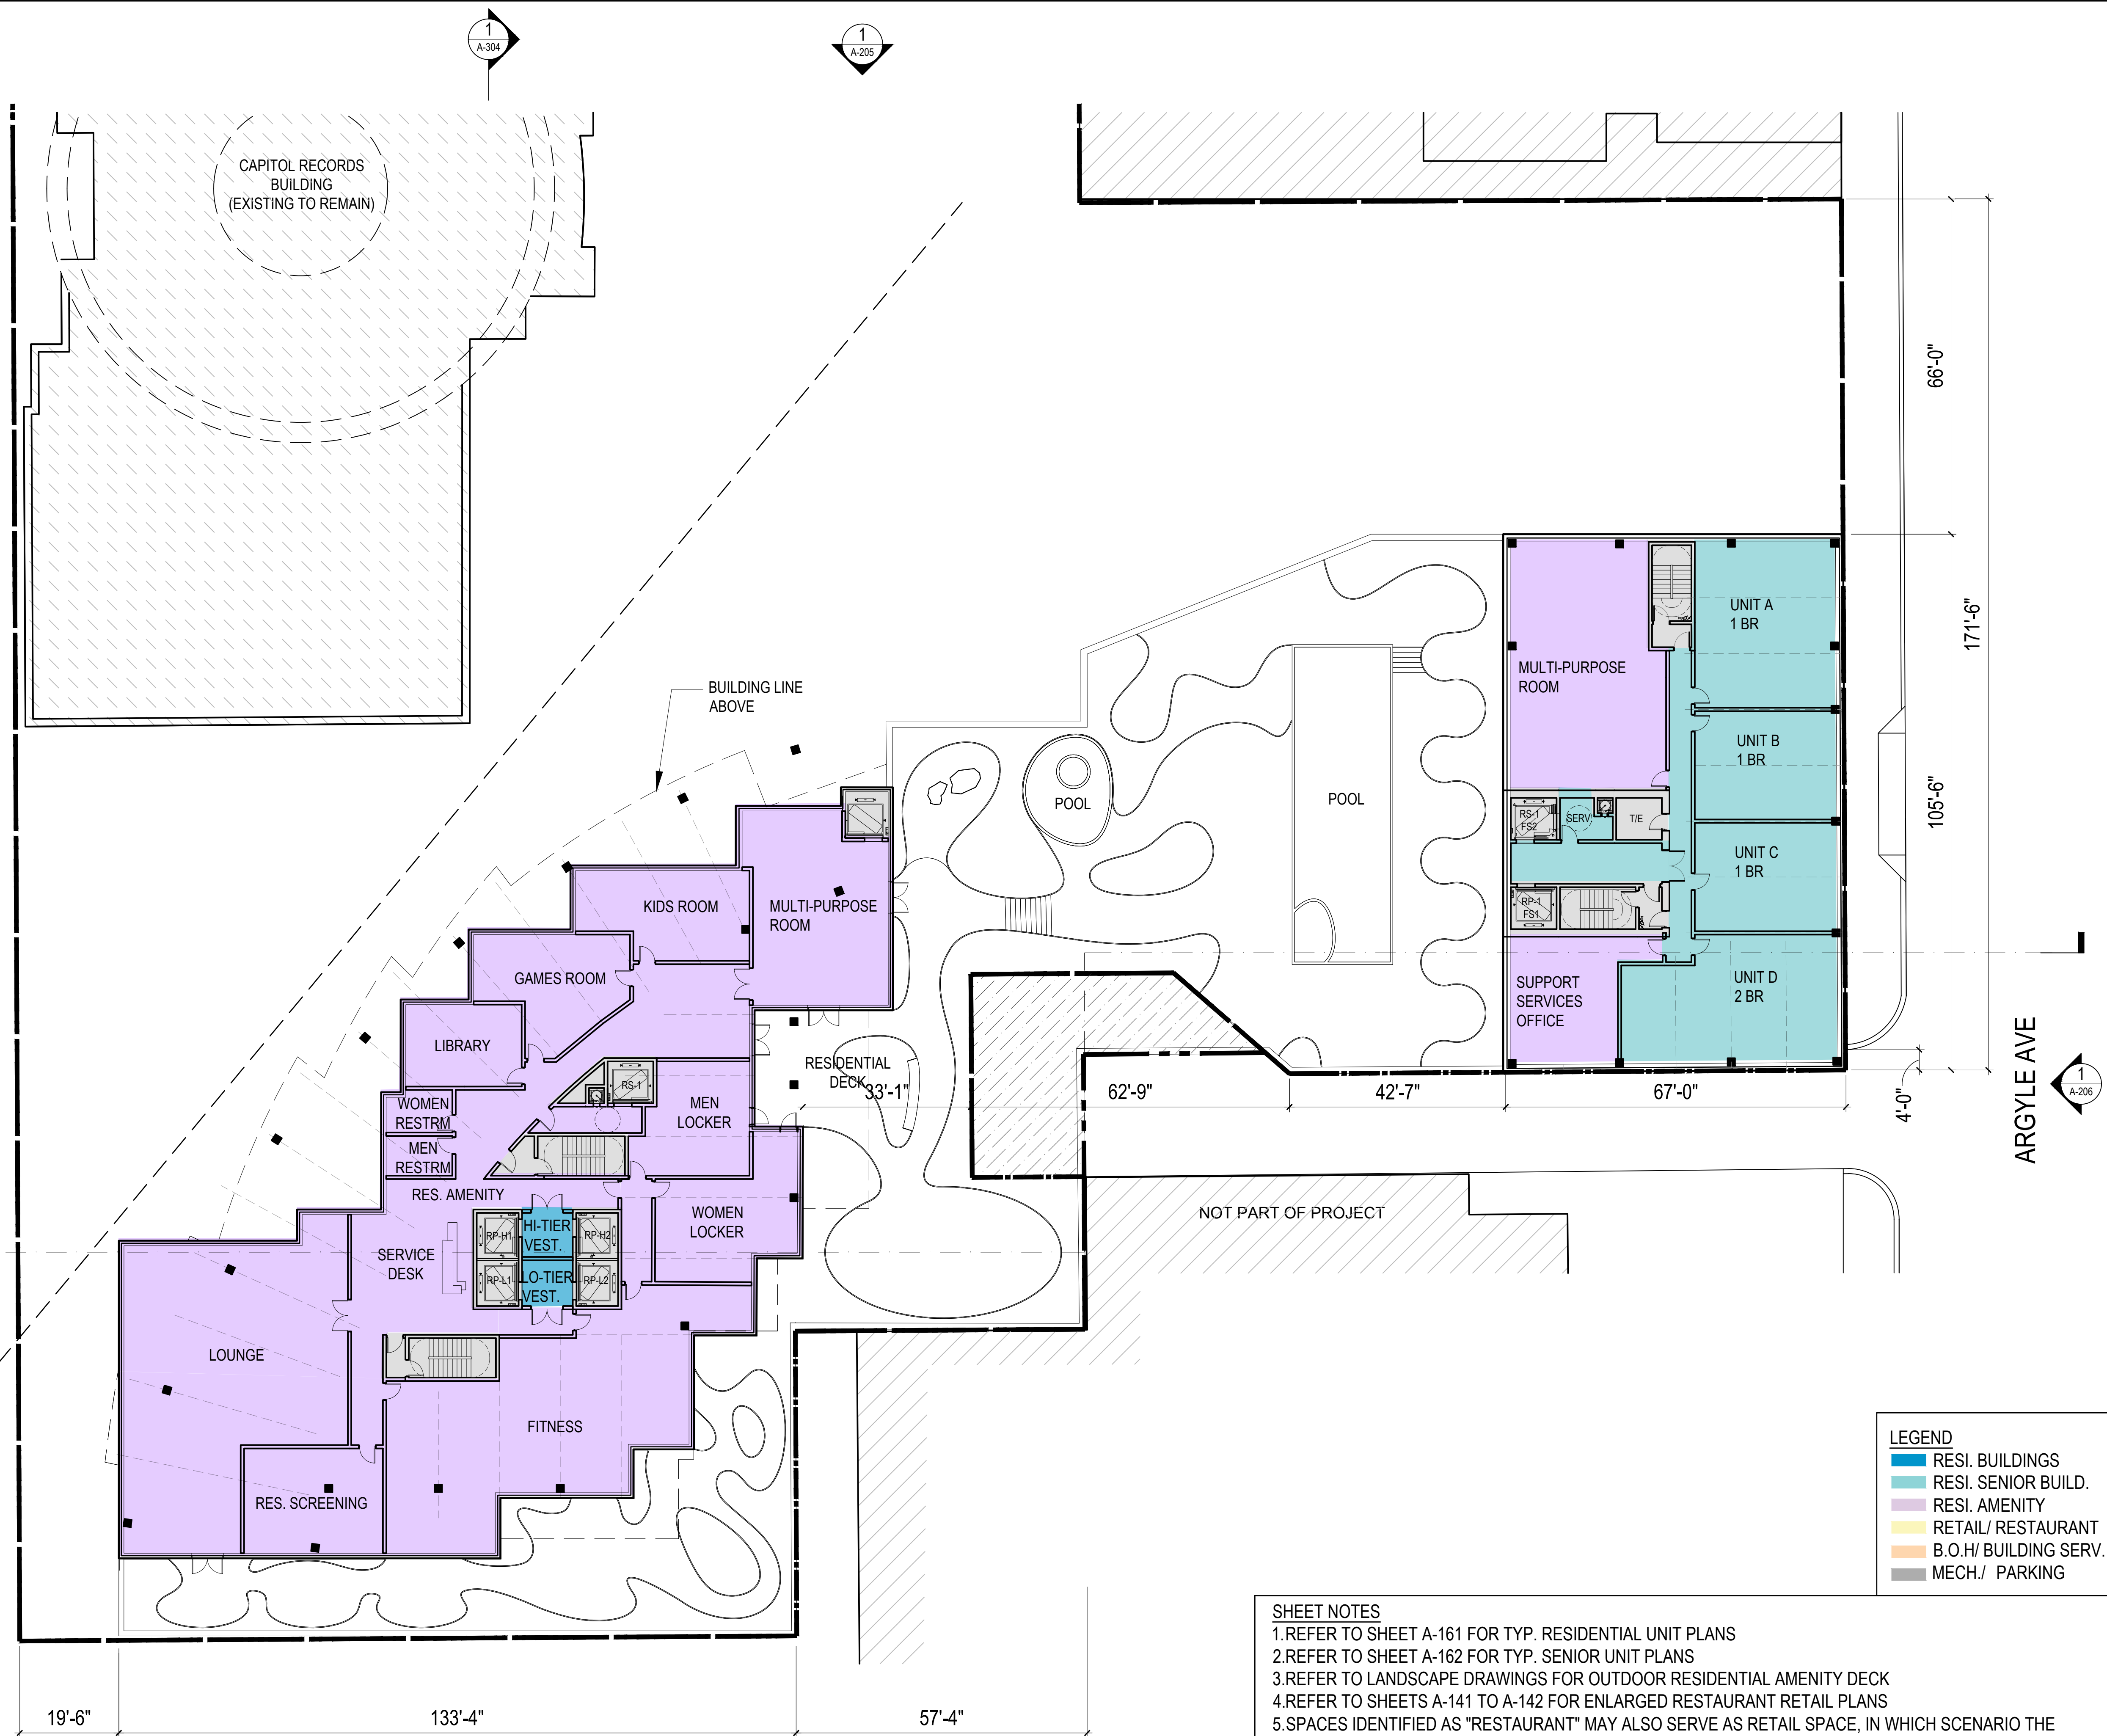 1
A-304
1
A-205
CAPITOL RECORDS
BUILDING
(EXISTING TO REMAIN)
66'-0"
171'-6"
105'-6"
UNIT A
1 BR
MULTI-PURPOSE
ROOM
BUILDING LINE
ABOVE
UNIT B
1 BR
POOL
POOL
RS-1
FS2
SERV
T/E
UNIT C
1 BR
KIDS ROOM
MULTI-PURPOSE
ROOM
RP-1
FS1
GAMES ROOM
UNIT D
2 BR
SUPPORT
SERVICES
OFFICE
LIBRARY
RESIDENTIAL
DECK
RS-1
33'-1"
62'-9"
42'-7"
67'-0"
4'-0"
ARGYLE AVE
1
A-206
WOMEN
RESTRM
MEN
LOCKER
MEN
RESTRM
RES. AMENITY
WOMEN
LOCKER
NOT PART OF PROJECT
RP-H1
HI-TIER
VEST.
RP-H2
SERVICE
DESK
RP-L1
LO-TIER
VEST.
RP-L2
LOUNGE
FITNESS
RES. SCREENING
LEGEND
RESI. BUILDINGS
RESI. SENIOR BUILD.
RESI. AMENITY
RETAIL/ RESTAURANT
B.O.H/ BUILDING SERV.
MECH./ PARKING
SHEET NOTES
1.REFER TO SHEET A-161 FOR TYP. RESIDENTIAL UNIT PLANS
2.REFER TO SHEET A-162 FOR TYP. SENIOR UNIT PLANS
3.REFER TO LANDSCAPE DRAWINGS FOR OUTDOOR RESIDENTIAL AMENITY DECK
4.REFER TO SHEETS A-141 TO A-142 FOR ENLARGED RESTAURANT RETAIL PLANS
5.SPACES IDENTIFIED AS "RESTAURANT" MAY ALSO SERVE AS RETAIL SPACE, IN WHICH SCENARIO THE
19'-6"
133'-4"
57'-4"